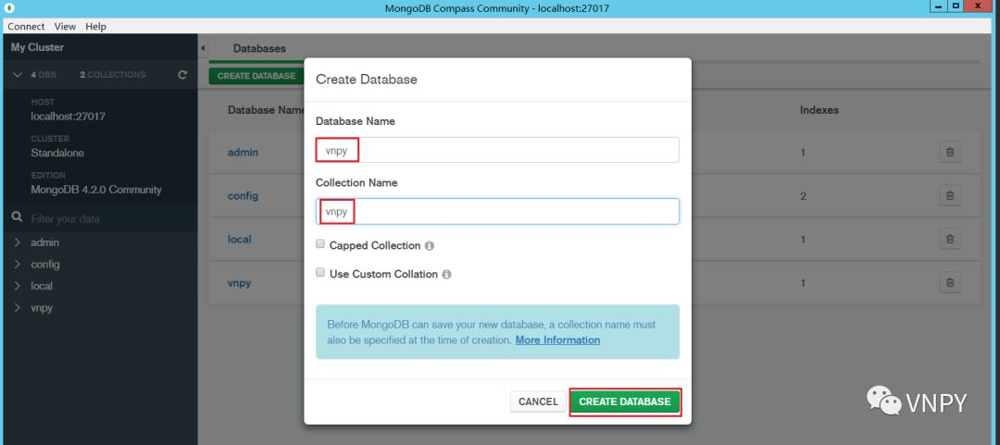 MongoDB Compass Community - localhost:27017
Connect View Help
My Cluster
4 DBS 2 COLLECTIONS
HOST
localhost:27017
CLUSTER
Standalone
EDITION
MongoDB 4.2.0 Community
Filter your data
admin
config
local
vnpy
Databases
CREATE DATABASE
Database Name
Indexes
admin 1
config 2
local 1
vnpy 1
Create Database
Database Name
vnpy
Collection Name
vnpy
Capped Collection
Use Custom Collation
Before MongoDB can save your new database, a collection name must
also be specified at the time of creation. More Information
CANCEL CREATE DATABASE
VNPY